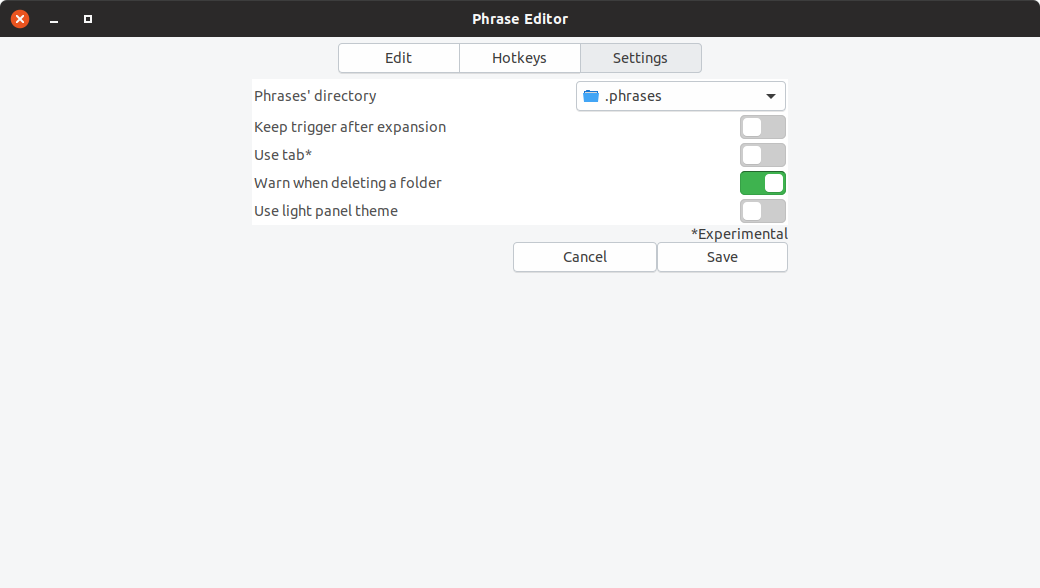 Phrase Editor
Edit Hotkeys Settings
Phrases' directory .phrases
Keep trigger after expansion
Use tab*
Warn when deleting a folder
Use light panel theme
*Experimental
Cancel Save